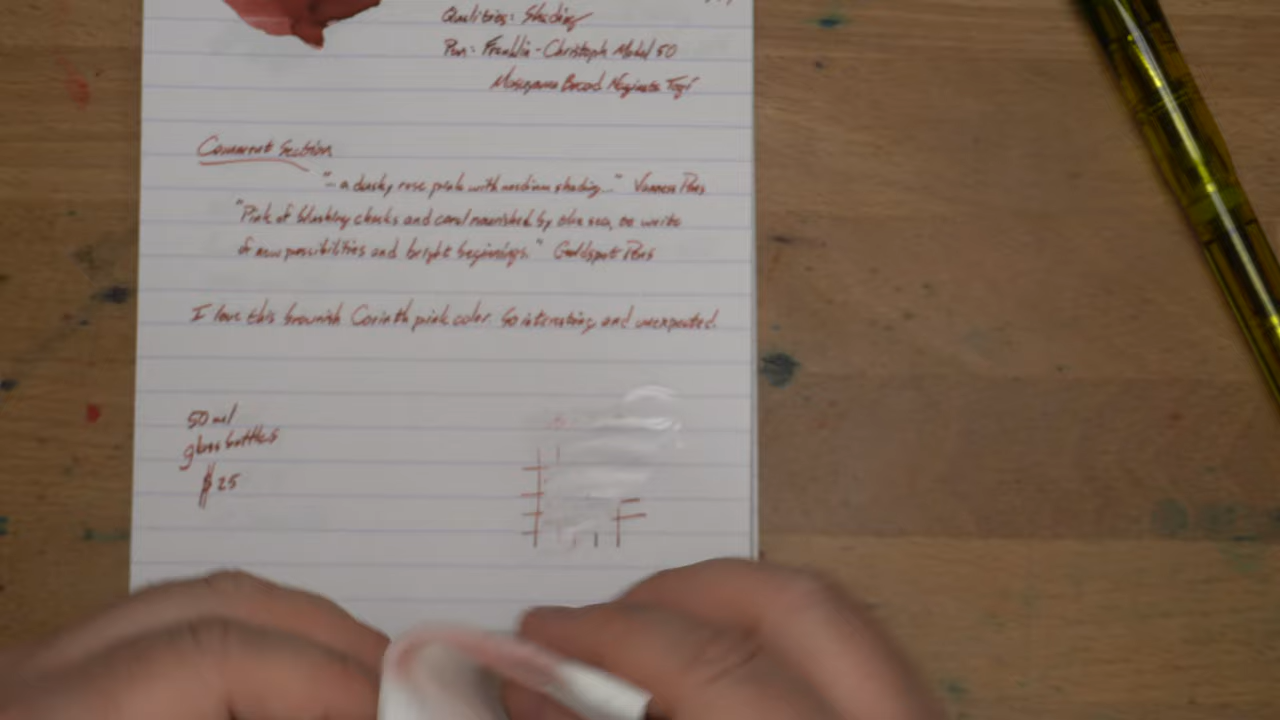 Qualities: Shading
Pen: Franklin-Christoph Model 50
Masuyama Broad Naginata Togi
Comment Section
"... a dusky rose pink with medium shading..." Vanness Pens
"Pink of blushing cheeks and coral nourished by the sea, to write
of new possibilities and bright beginnings." Goldspot Pens
I love this brownish Corinth pink color. So interesting and unexpected.
50 ml
glass bottles
$25